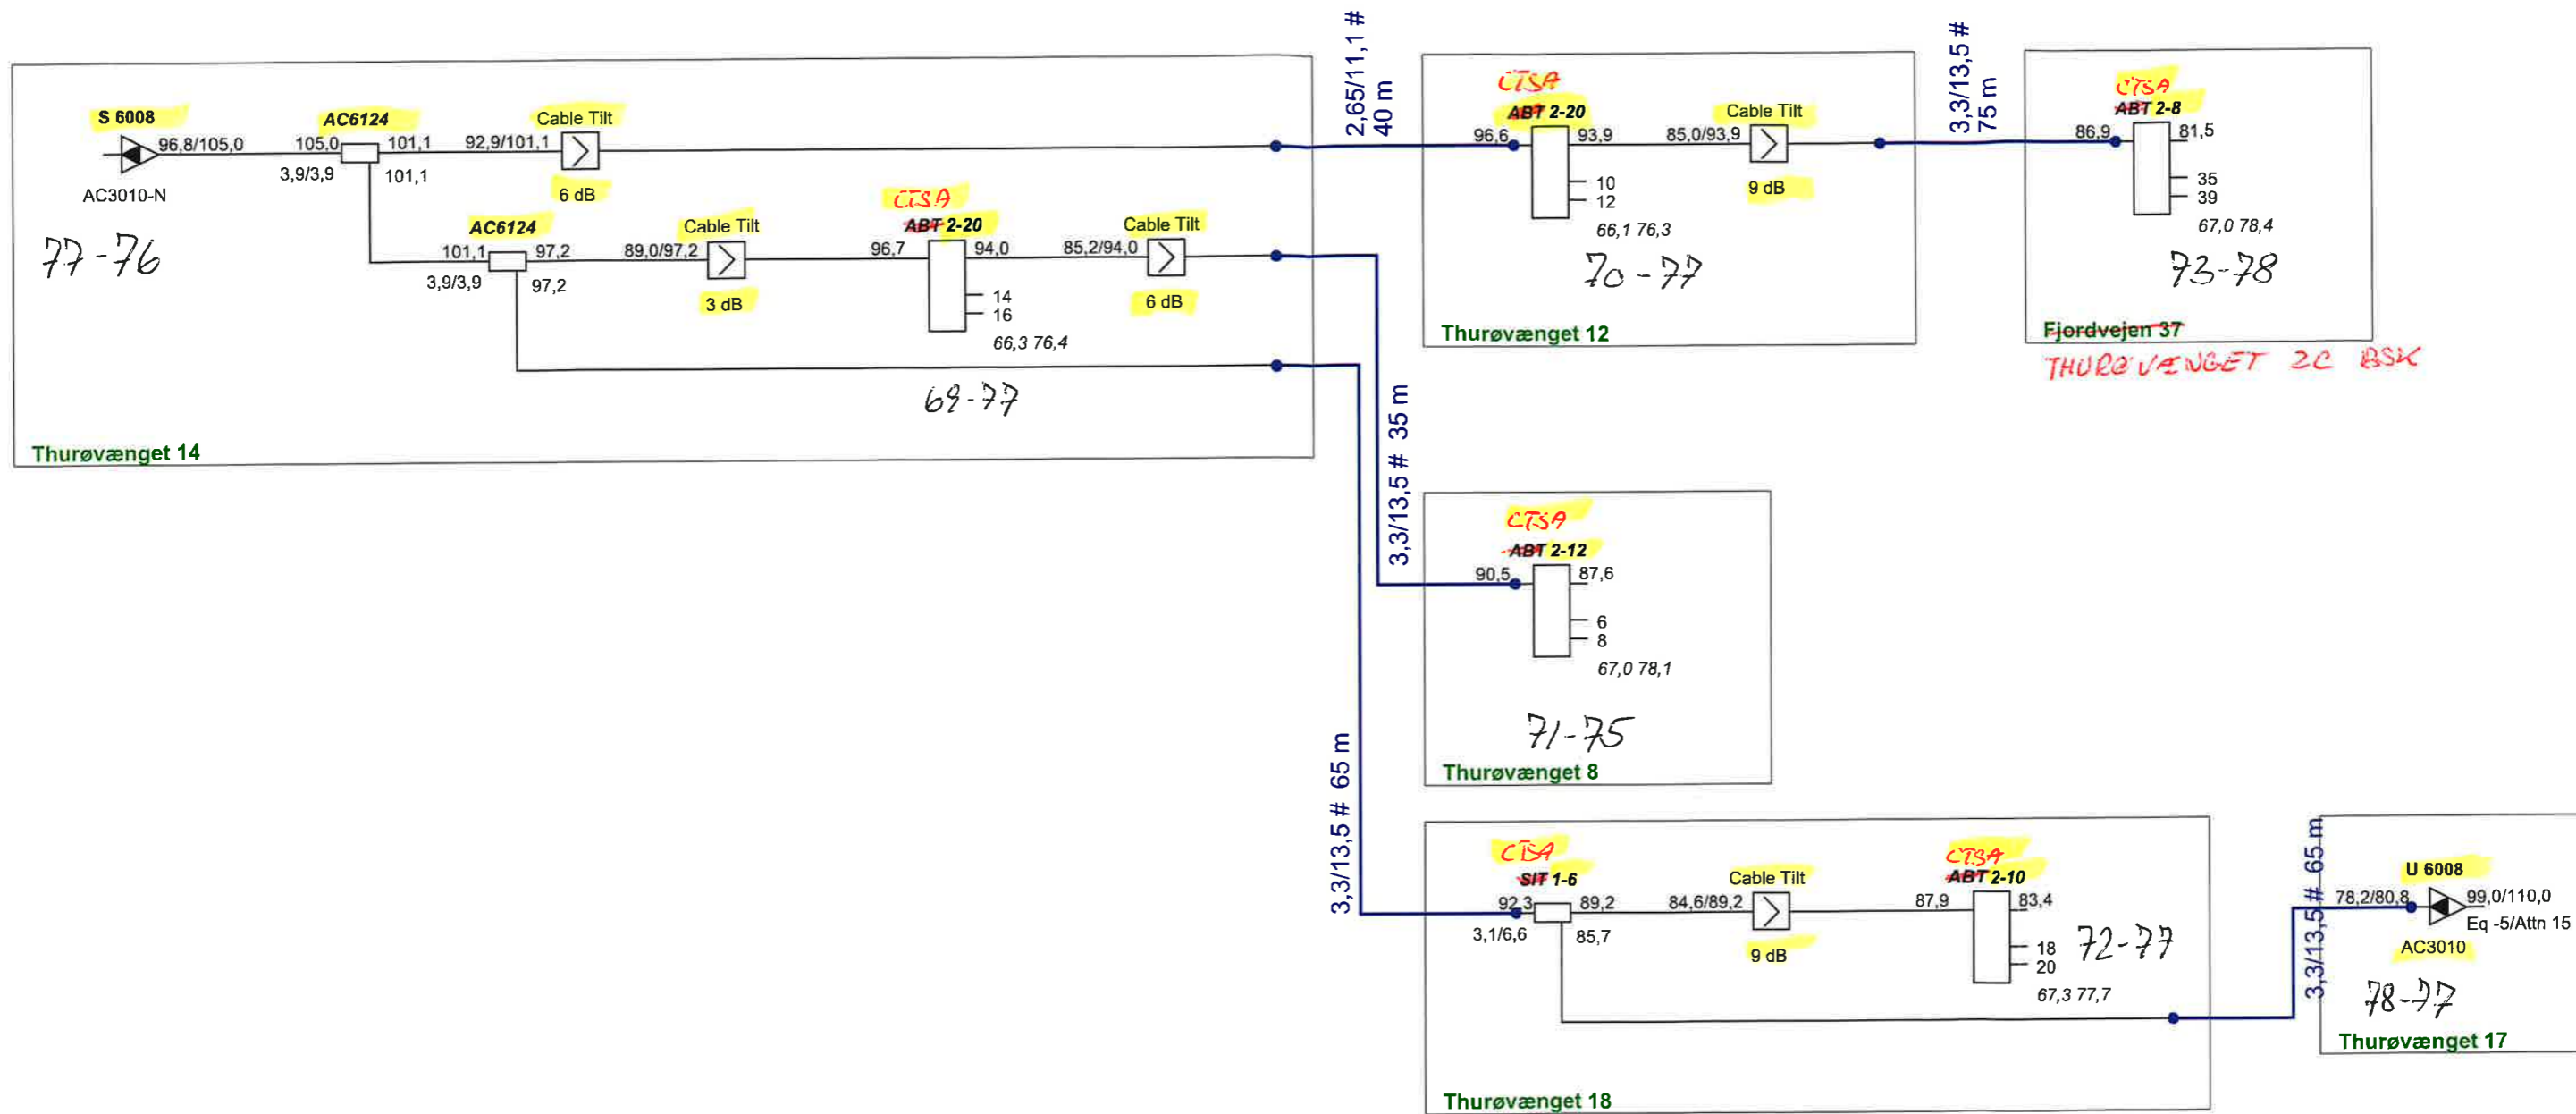 S 6008
96,8/105,0
AC3010-N
77-76
AC6124
105,0
101,1
3,9/3,9
101,1
92,9/101,1
Cable Tilt
6 dB
AC6124
101,1
97,2
3,9/3,9
97,2
89,0/97,2
Cable Tilt
3 dB
CTSA
ABT 2-20
96,7
94,0
14
16
66,3 76,4
85,2/94,0
Cable Tilt
6 dB
69-77
Thurøvænget 14
2,65/11,1 #
40 m
CTSA
ABT 2-20
96,6
93,9
10
12
66,1 76,3
85,0/93,9
Cable Tilt
9 dB
70-77
Thurøvænget 12
3,3/13,5 #
75 m
CTSA
ABT 2-8
86,9
81,5
35
39
67,0 78,4
73-78
Fjordvejen 37
THURØVÆNGET 2C BSK
3,3/13,5 # 35 m
CTSA
ABT 2-12
90,5
87,6
6
8
67,0 78,1
71-75
Thurøvænget 8
3,3/13,5 # 65 m
CTSA
SIT 1-6
92,3
89,2
3,1/6,6
85,7
84,6/89,2
Cable Tilt
9 dB
CTSA
ABT 2-10
87,9
83,4
18
20
67,3 77,7
72-77
Thurøvænget 18
3,3/13,5 # 65 m
U 6008
78,2/80,8
99,0/110,0
Eq -5/Attn 15
AC3010
78-77
Thurøvænget 17